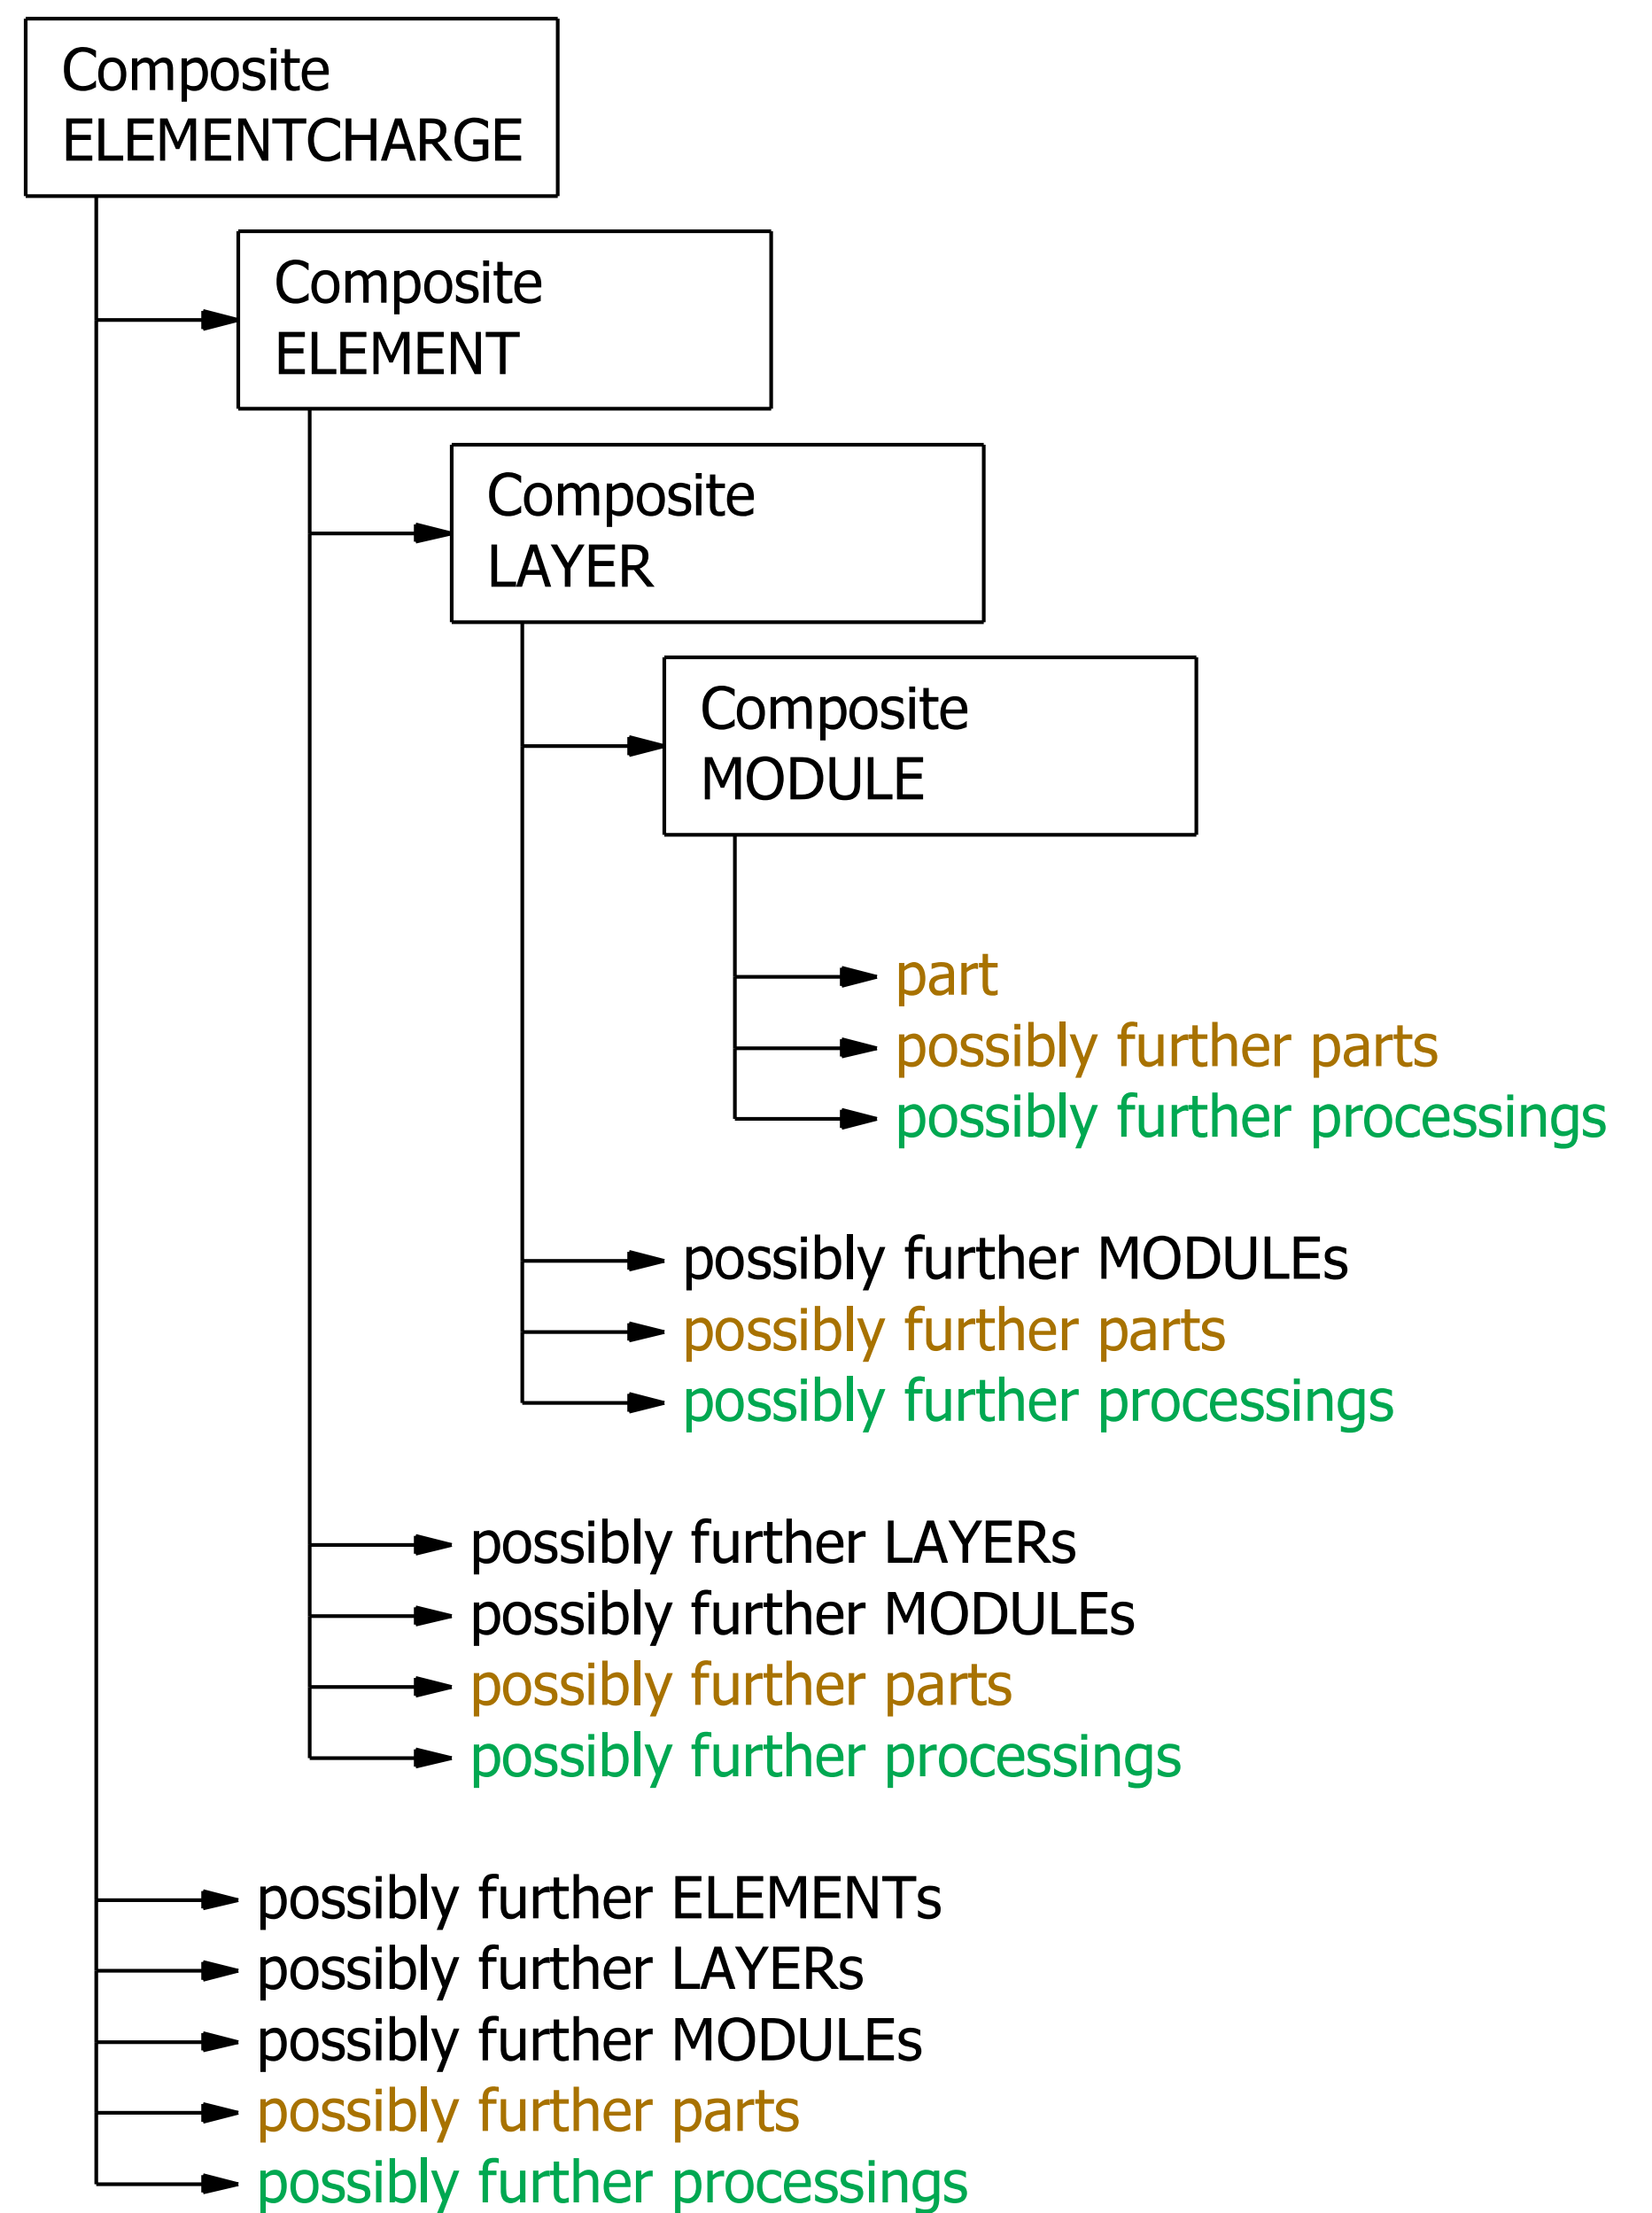 Composite
ELEMENTCHARGE
Composite
ELEMENT
Composite
LAYER
Composite
MODULE
part
possibly further parts
possibly further processings
possibly further MODULEs
possibly further parts
possibly further processings
possibly further LAYERs
possibly further MODULEs
possibly further parts
possibly further processings
possibly further ELEMENTs
possibly further LAYERs
possibly further MODULEs
possibly further parts
possibly further processings